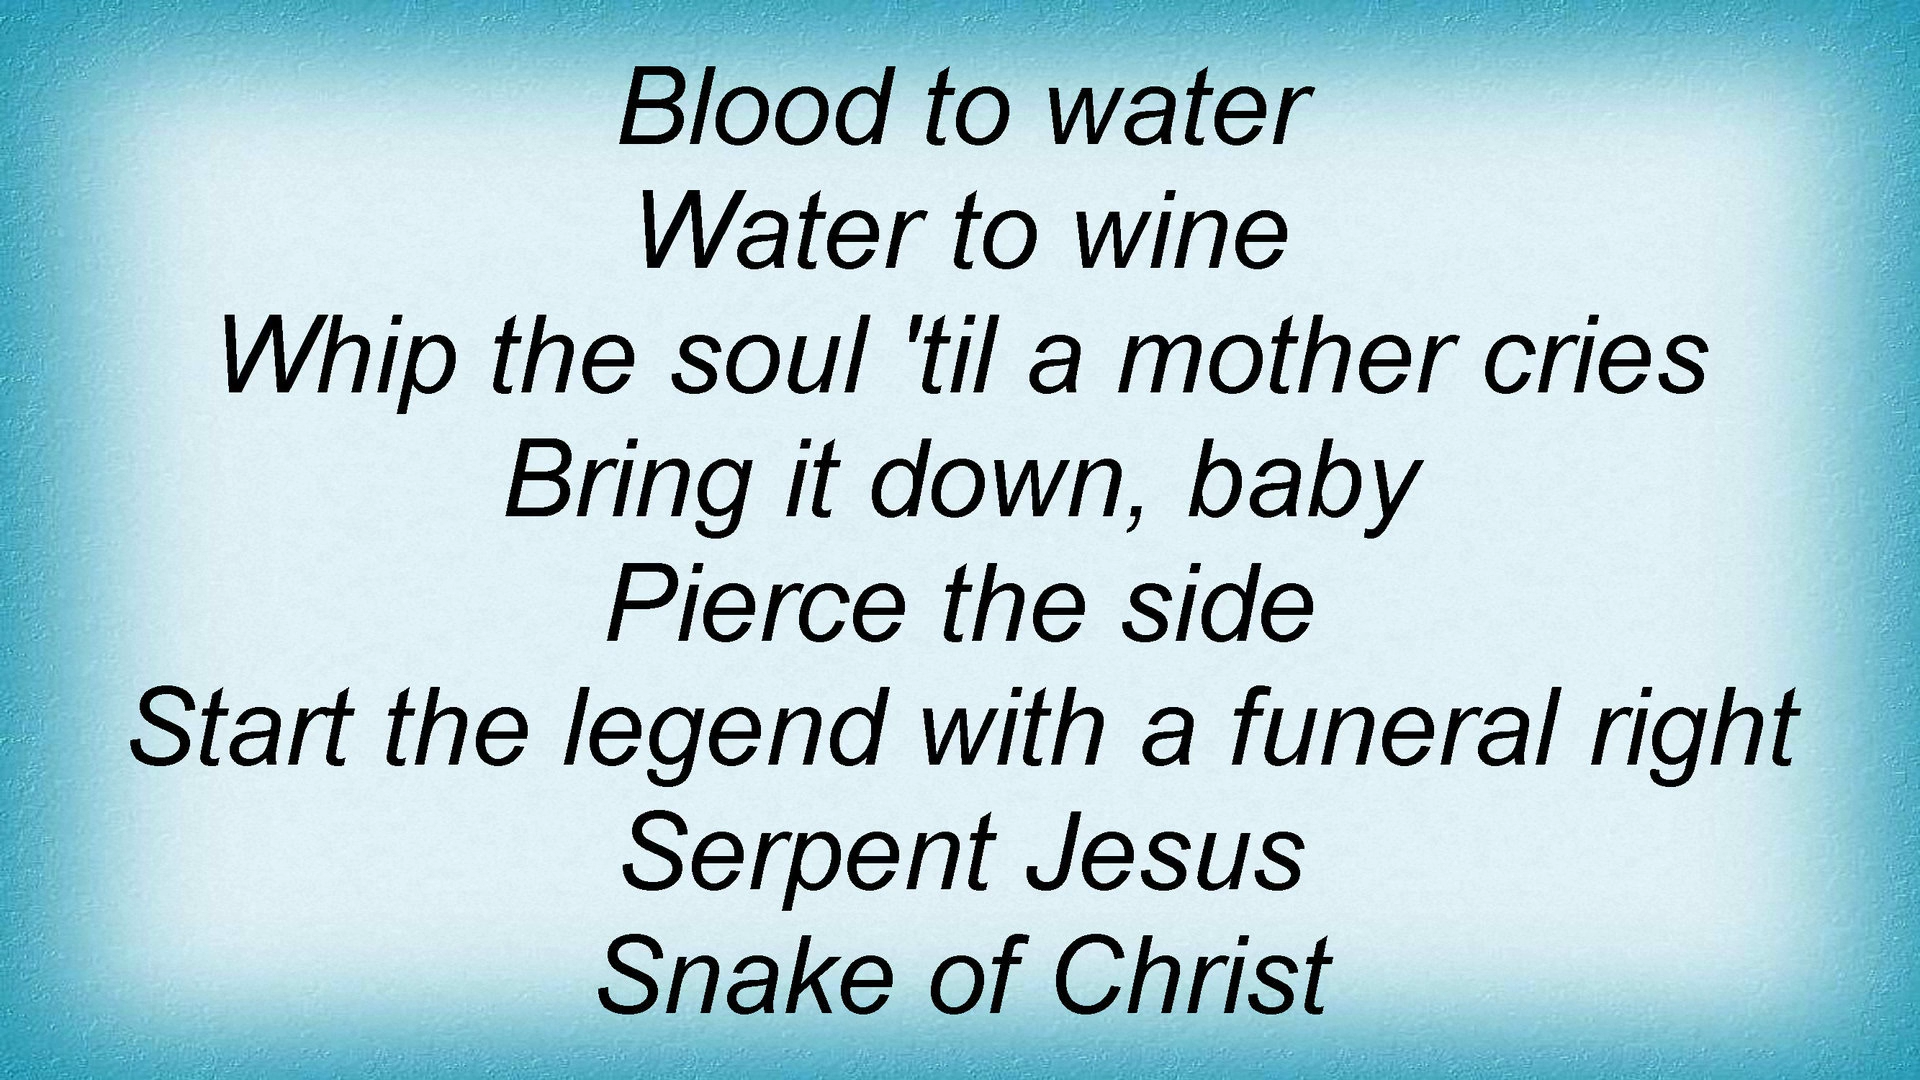 Blood to water
Water to wine
Whip the soul 'til a mother cries
Bring it down, baby
Pierce the side
Start the legend with a funeral right
Serpent Jesus
Snake of Christ